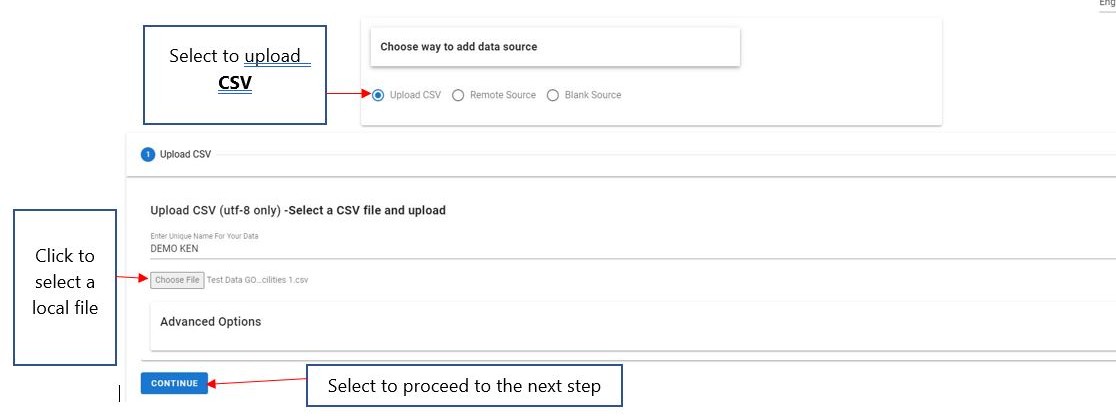 Eng
Select to upload
CSV
Choose way to add data source
Upload CSV Remote Source Blank Source
1 Upload CSV
Upload CSV (utf-8 only) -Select a CSV file and upload
Enter Unique Name For Your Data
DEMO KEN
Click to
select a
local file
Choose File Test Data GO...cilities 1.csv
Advanced Options
CONTINUE
Select to proceed to the next step